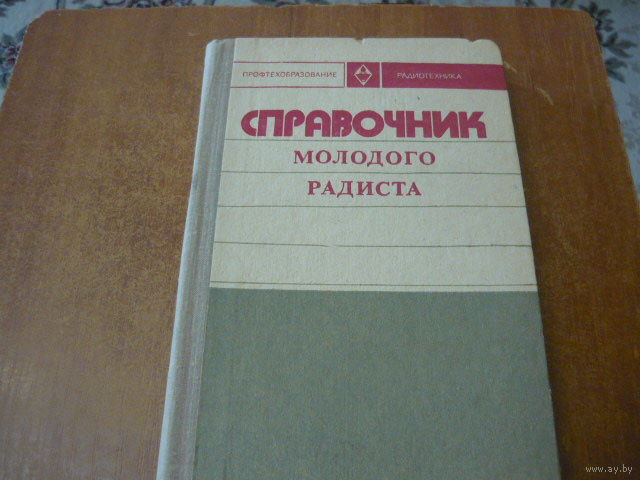 ПРОФТЕХОБРАЗОВАНИЕ РАДИОТЕХНИКА
СПРАВОЧНИК
МОЛОДОГО
РАДИСТА
www.ay.by